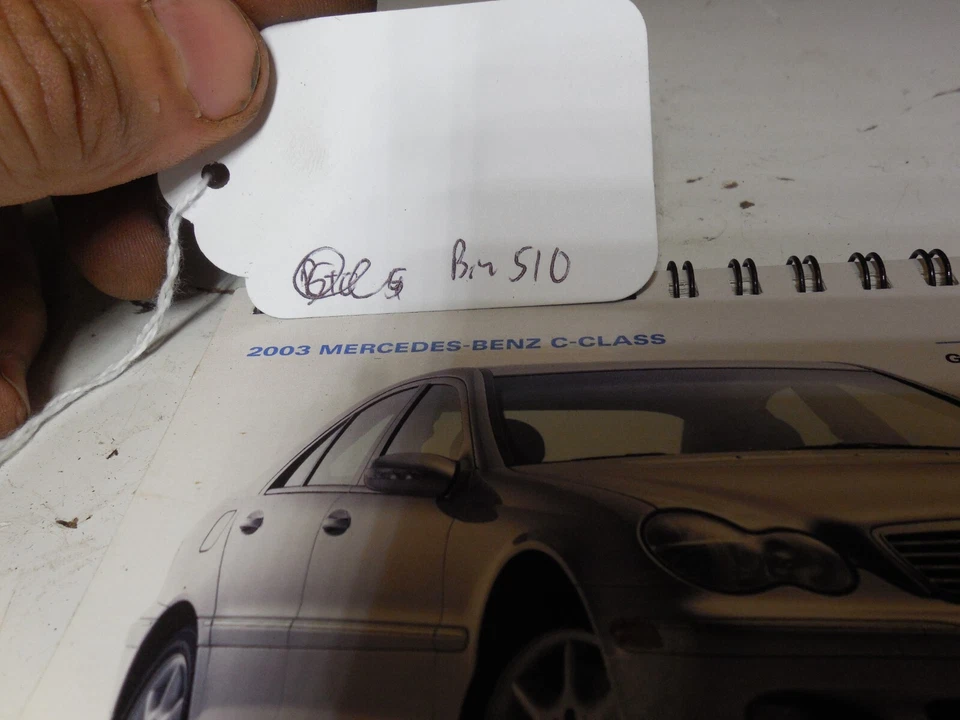 Bin 510
2003 MERCEDES-BENZ C-CLASS
G